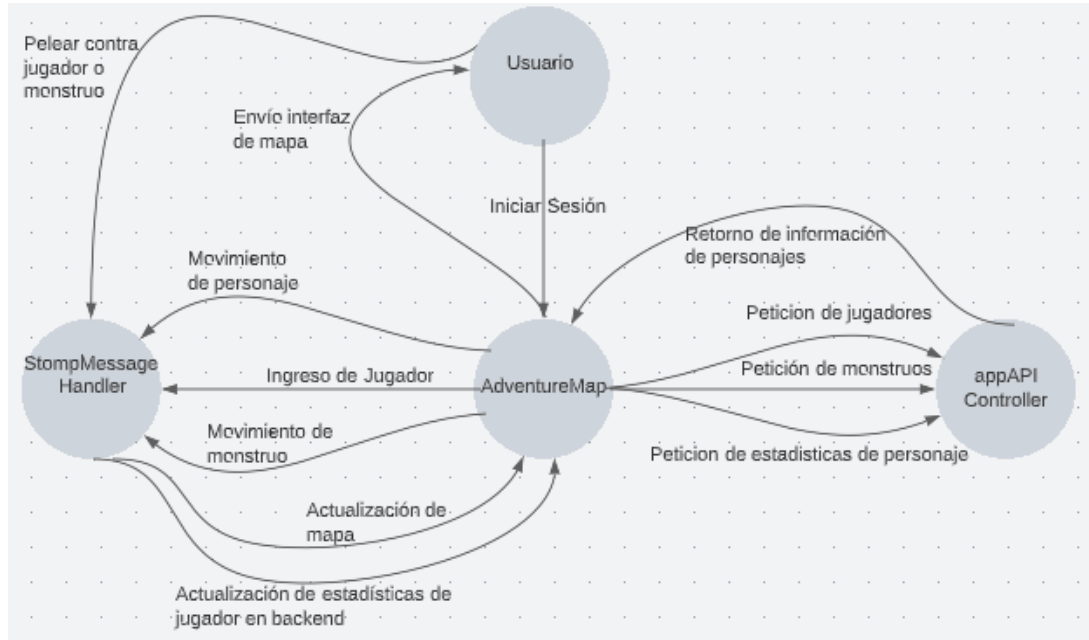 Pelear contra
jugador o
monstruo
Usuario
Envío interfaz
de mapa
Iniciar Sesión
Retorno de información
de personajes
Movimiento
de personaje
Peticion de jugadores
StompMessage
Handler
Ingreso de Jugador
AdventureMap
Petición de monstruos
appAPI
Controller
Movimiento de
monstruo
Peticion de estadisticas de personaje
Actualización de
mapa
Actualización de estadísticas de
jugador en backend